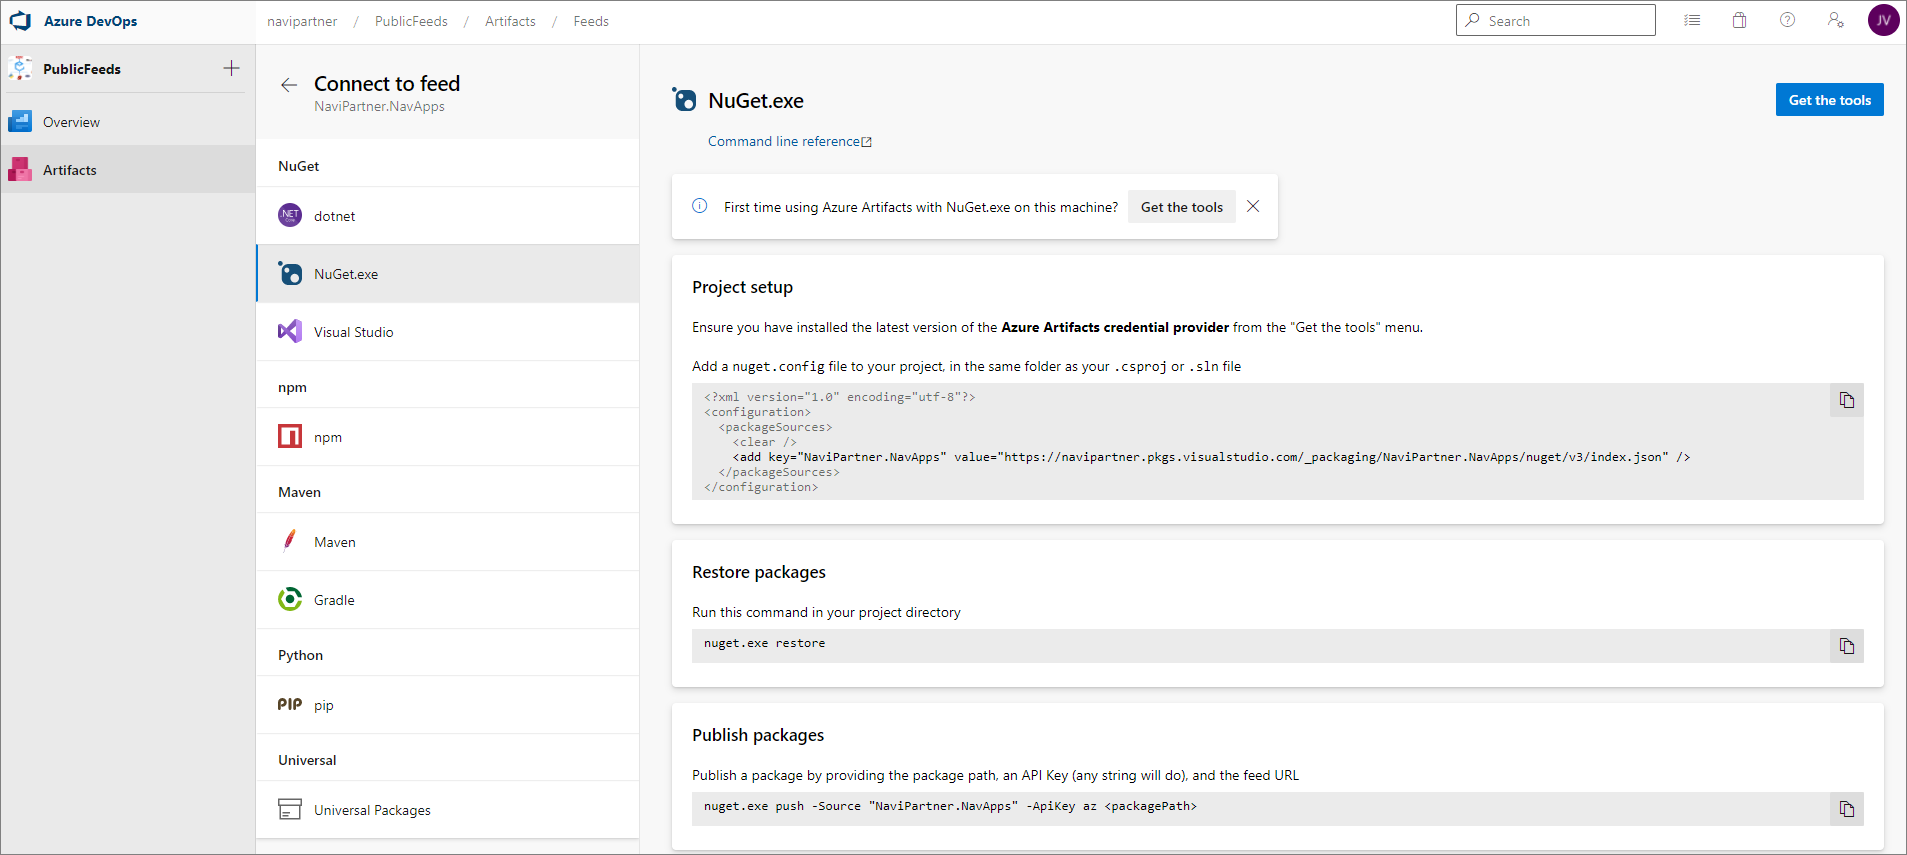 Azure DevOps
navipartner / PublicFeeds / Artifacts / Feeds
Search
JV
PublicFeeds
Overview
Artifacts
Connect to feed
NaviPartner.NavApps
NuGet
.NET
Core
dotnet
NuGet.exe
Visual Studio
npm
npm
Maven
Maven
Gradle
Python
PIP pip
Universal
Universal Packages
NuGet.exe
Get the tools
Command line reference
First time using Azure Artifacts with NuGet.exe on this machine? Get the tools
Project setup
Ensure you have installed the latest version of the Azure Artifacts credential provider from the "Get the tools" menu.
Add a nuget.config file to your project, in the same folder as your .csproj or .sln file
<?xml version="1.0" encoding="utf-8"?>
<configuration>
<packageSources>
<clear />
<add key="NaviPartner.NavApps" value="https://navipartner.pkgs.visualstudio.com/_packaging/NaviPartner.NavApps/nuget/v3/index.json" />
</packageSources>
</configuration>
Restore packages
Run this command in your project directory
nuget.exe restore
Publish packages
Publish a package by providing the package path, an API Key (any string will do), and the feed URL
nuget.exe push -Source "NaviPartner.NavApps" -ApiKey az <packagePath>